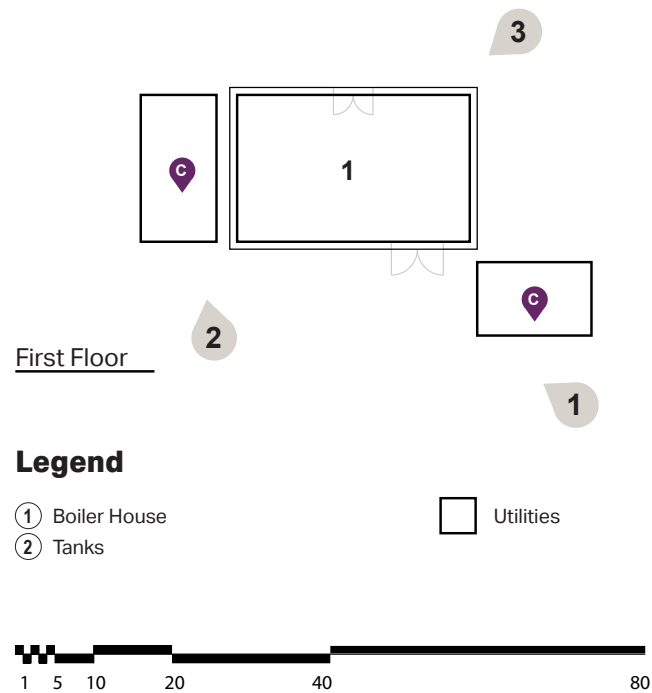 3
C
1
C
2
First Floor
1
Legend
1 Boiler House
Utilities
2 Tanks
1 5 10 20 40 80